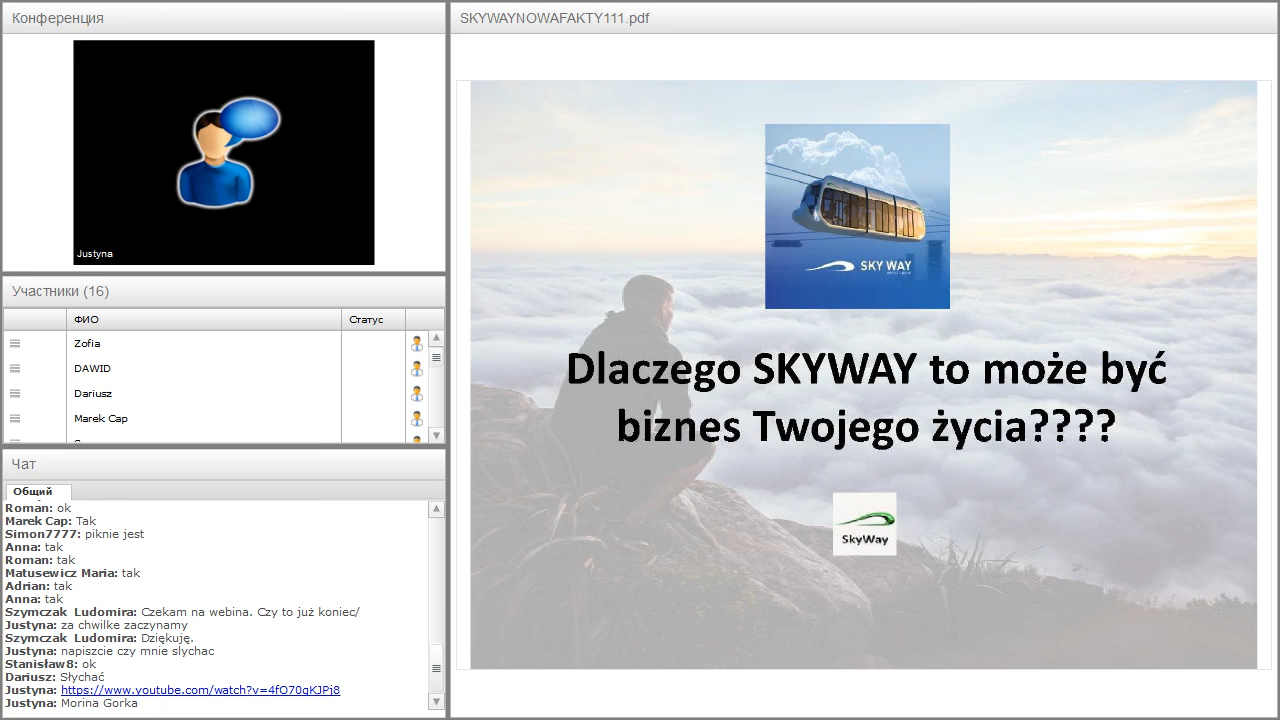 Конференция
Justyna
Участники (16)
ФИО
Статус
Zofia
DAWID
Dariusz
Marek Cap
Чат
Общий
Roman: ok
Marek Cap: Tak
Simon7777: piknie jest
Anna: tak
Roman: tak
Matusewicz Maria: tak
Adrian: tak
Anna: tak
Szymczak Ludomira: Czekam na webina. Czy to już koniec/
Justyna: za chwilke zaczynamy
Szymczak Ludomira: Dziękuję.
Justyna: napiszcie czy mnie slychac
Stanisław8: ok
Dariusz: Słychać
Justyna: https://www.youtube.com/watch?v=4fO70qKJPj8
Justyna: Morina Gorka
SKYWAYNOWAFAKTY111.pdf
SKY WAY
Dlaczego SKYWAY to może być
biznes Twojego życia????
SkyWay